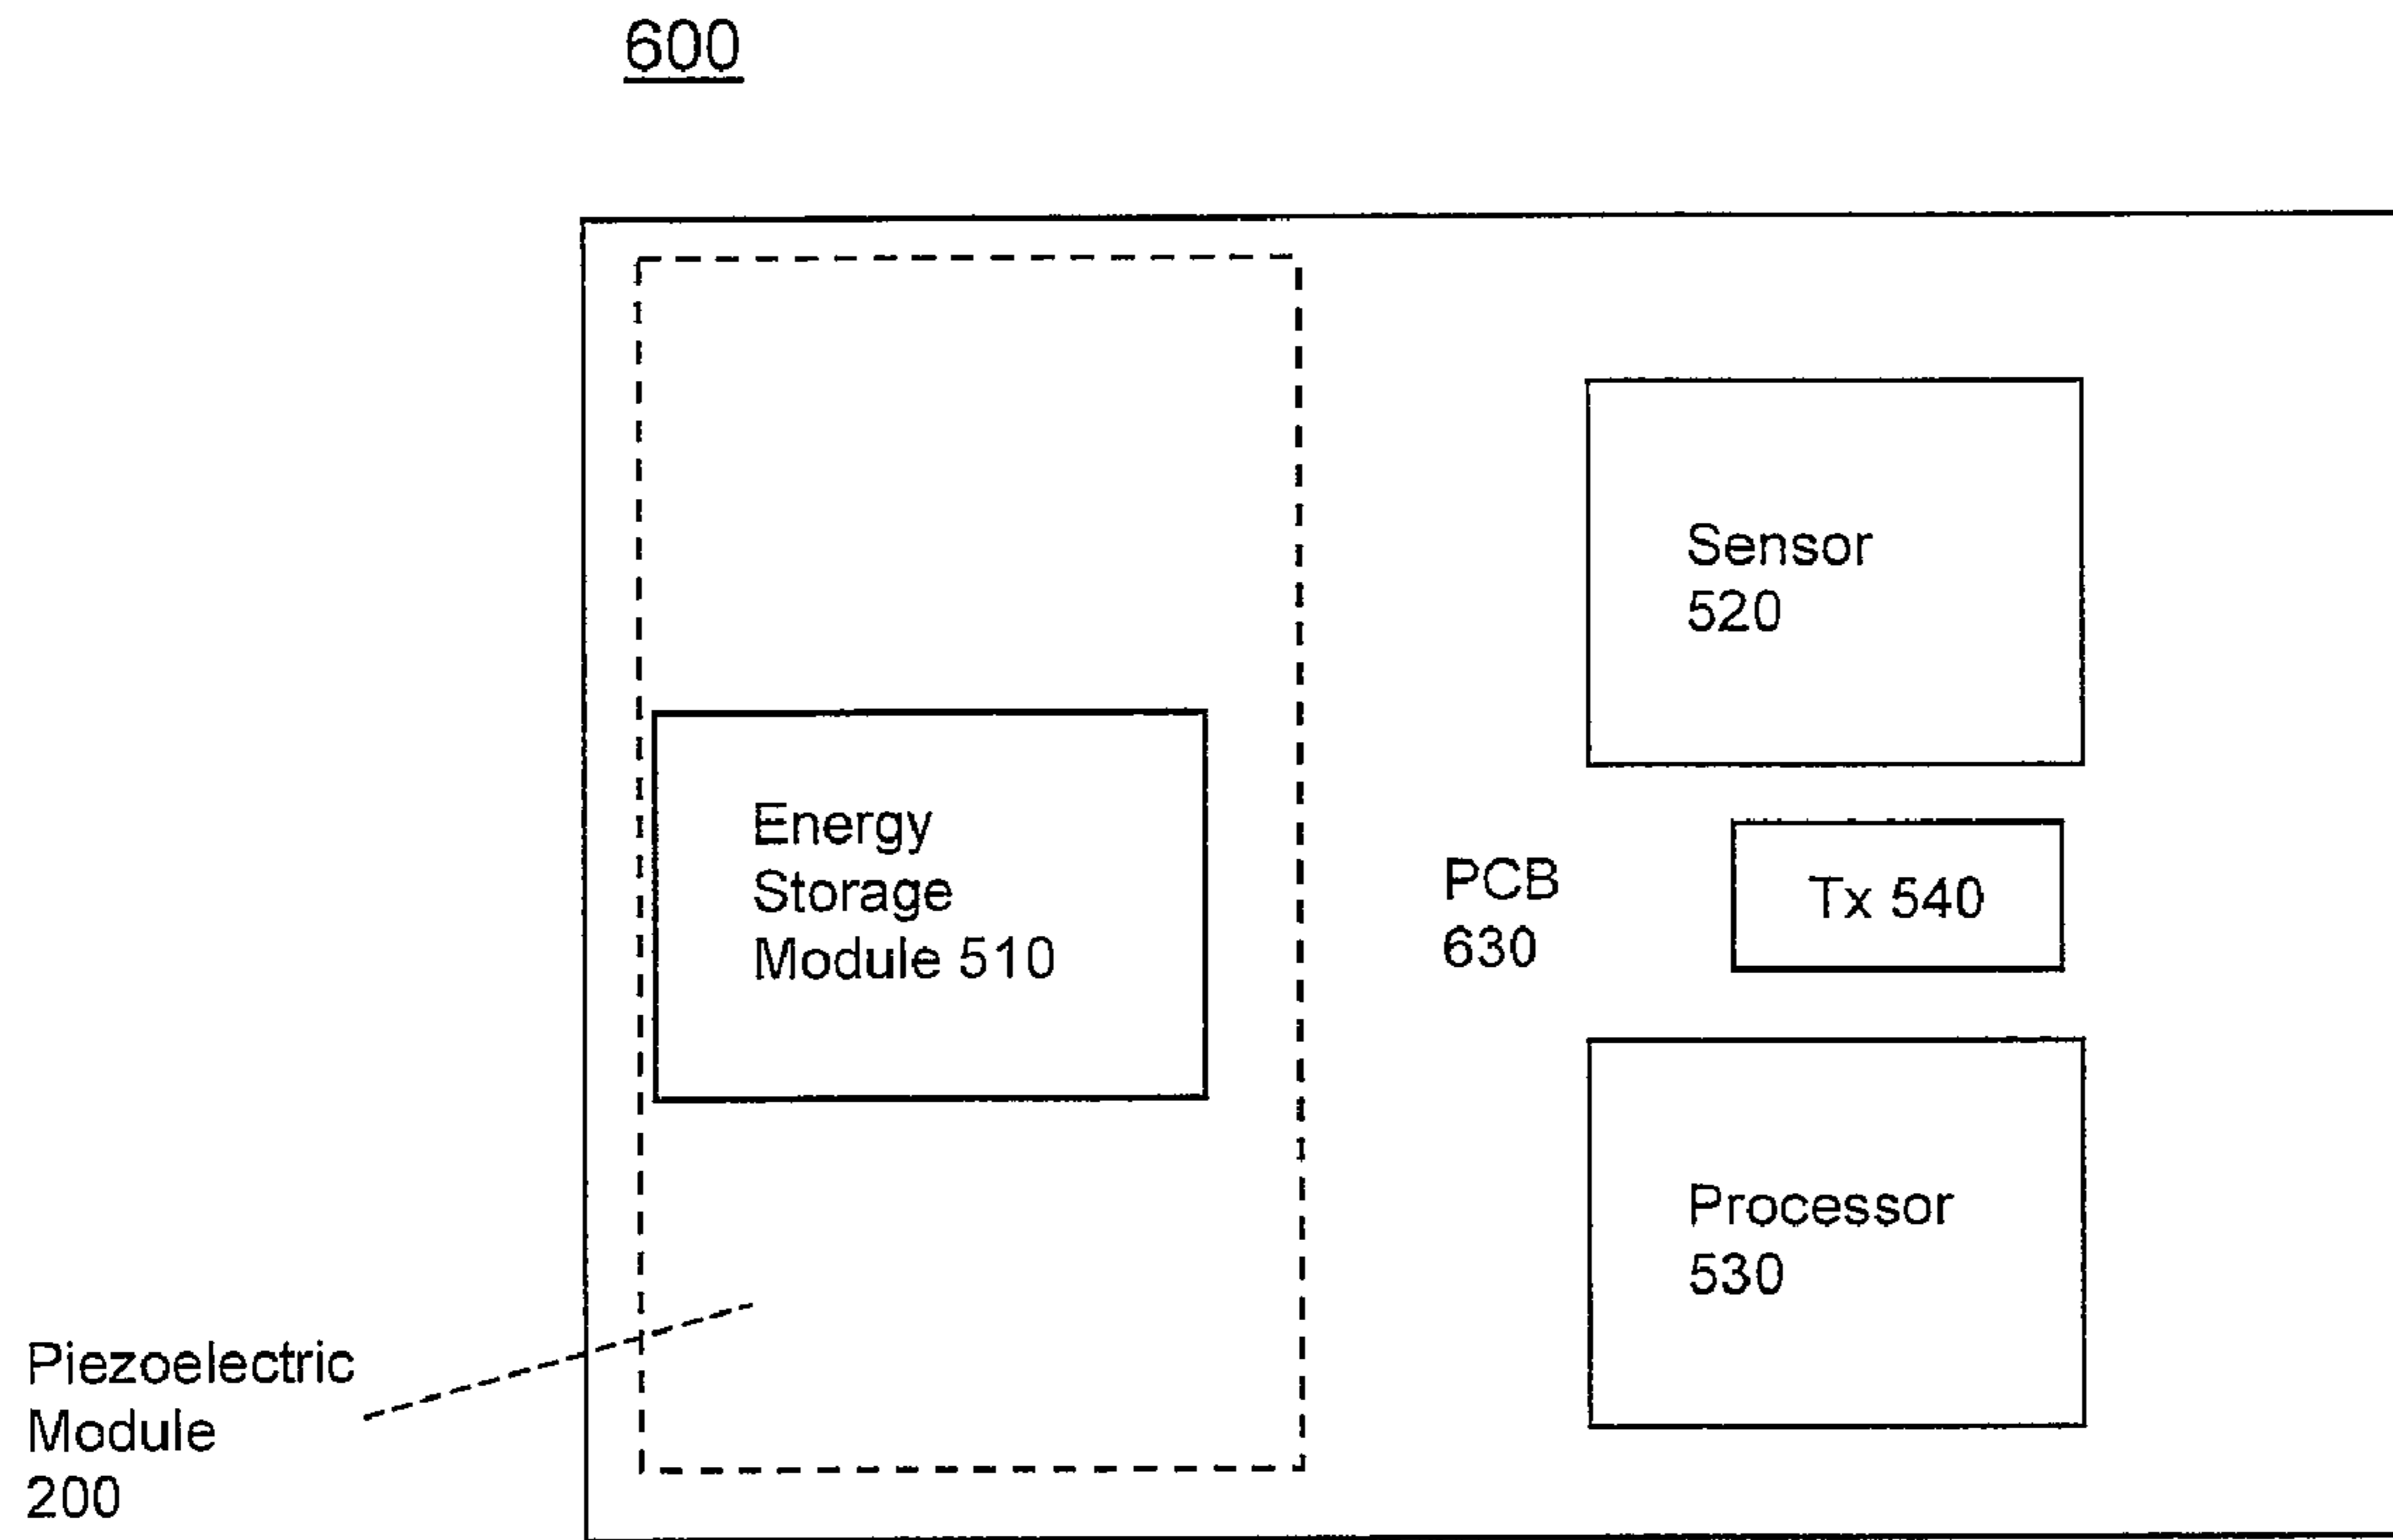 600
Sensor
520
Energy
Storage
Module 510
PCB
630
Tx 540
Processor
530
Piezoelectric
Module
200